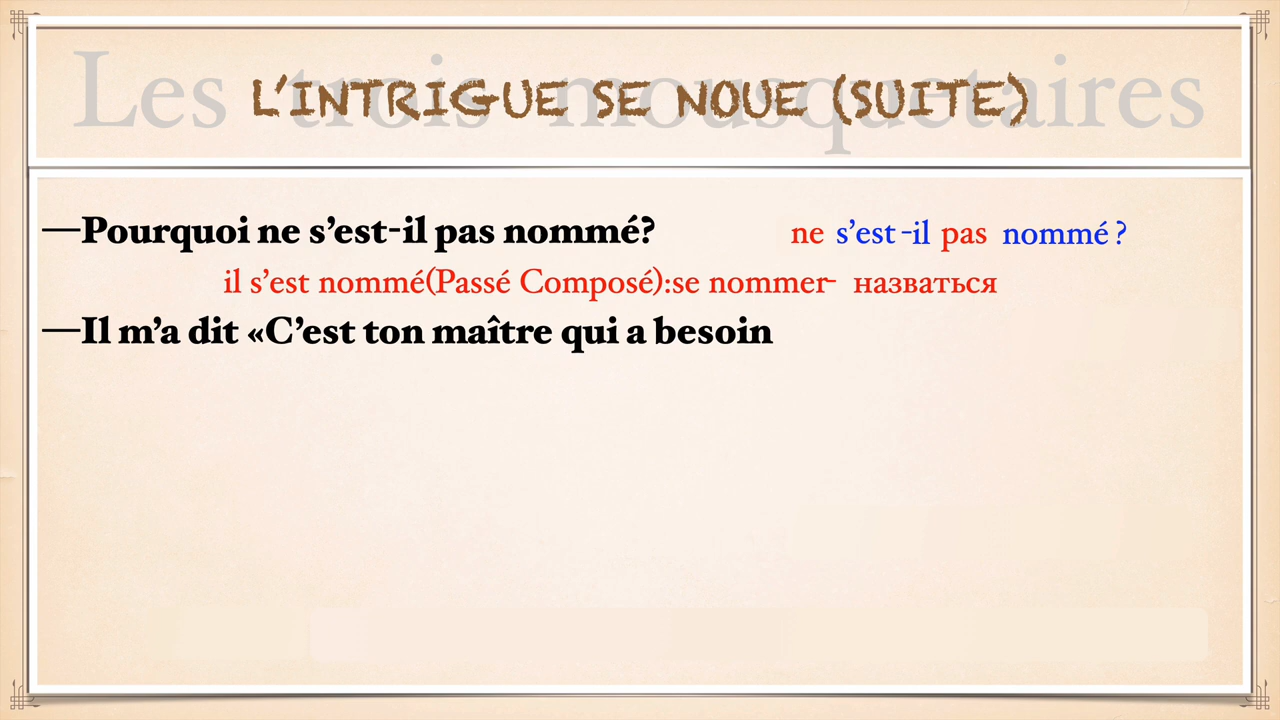 Les trois mousquetaires
L'INTRIGUE SE NOUE (SUITE)
—Pourquoi ne s'est-il pas nommé? ne s'est-il pas nommé?
il s'est nommé(Passé Composé):se nommer- назваться
—Il m'a dit «C'est ton maître qui a besoin